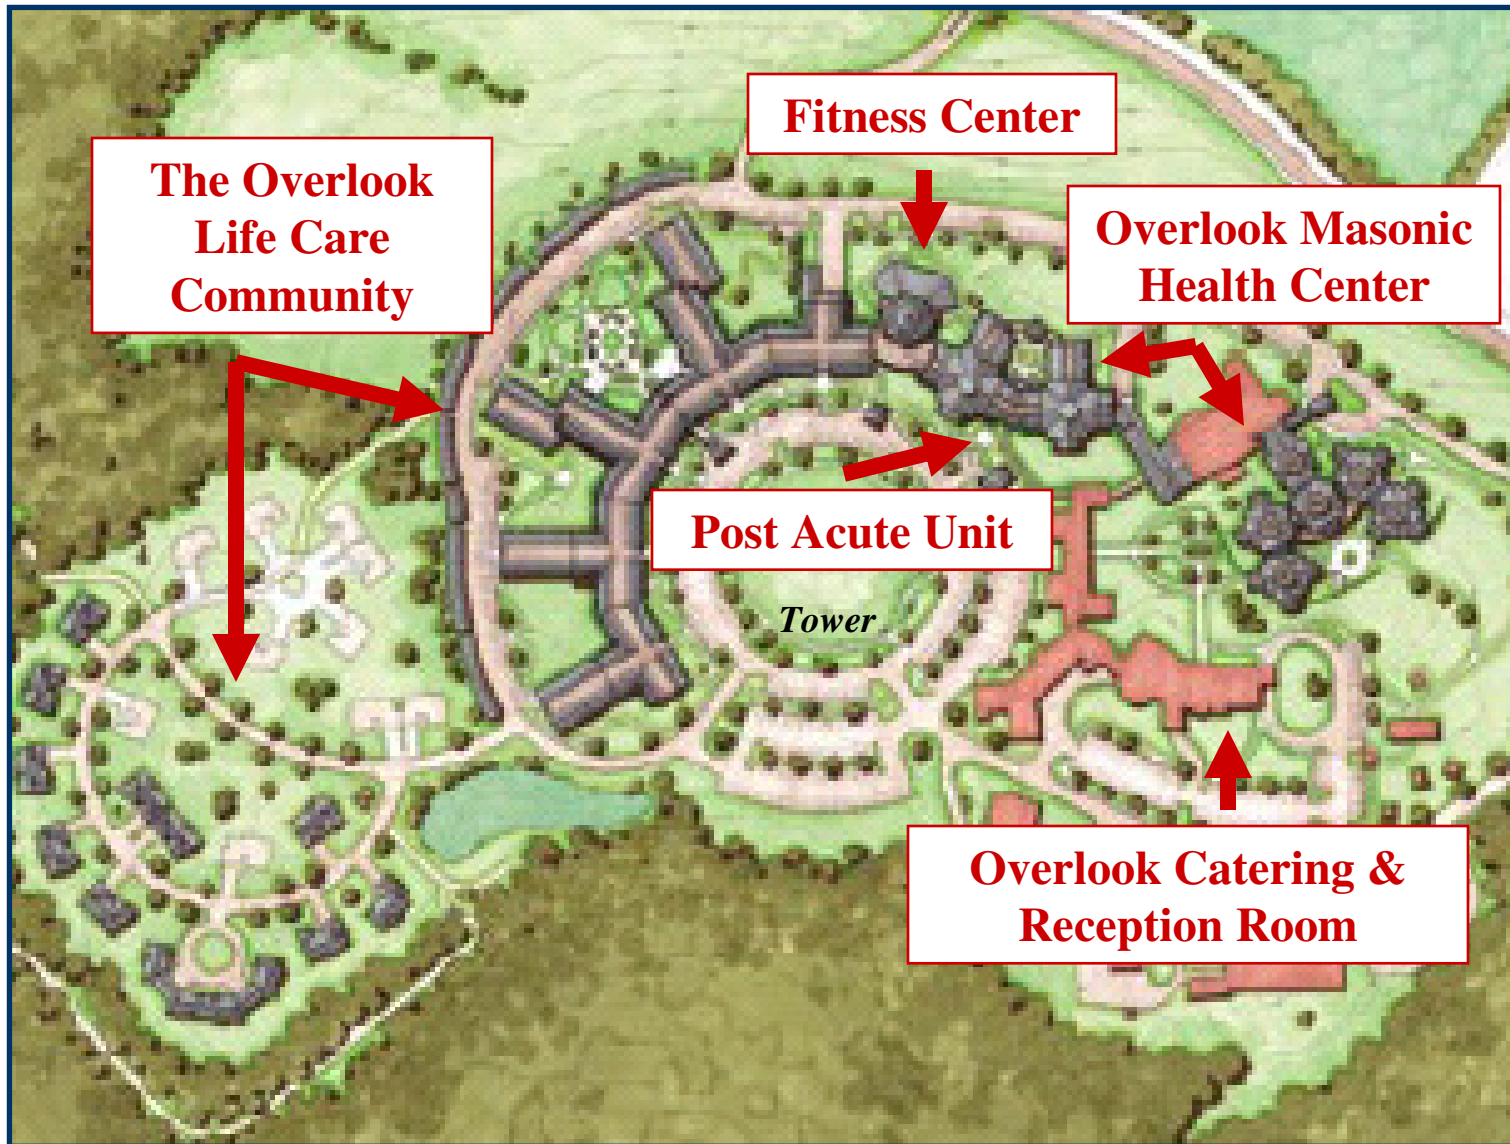 Fitness Center
The Overlook
Life Care
Community
Overlook Masonic
Health Center
Post Acute Unit
Tower
Overlook Catering &
Reception Room